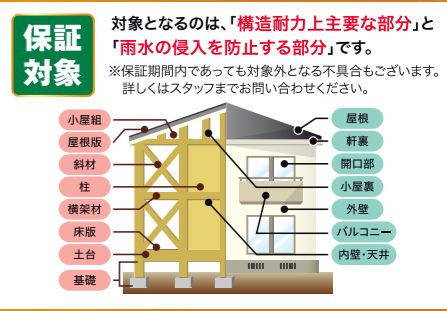 保証
対象
対象となるのは、「構造耐力上主要な部分」と
「雨水の侵入を防止する部分」です。
※保証期間内であっても対象外となる不具合もございます。
詳しくはスタッフまでお問い合わせください。
小屋組
屋根版
斜材
柱
横架材
床版
土台
基礎
屋根
軒裏
開口部
小屋裏
外壁
バルコニー
内壁・天井